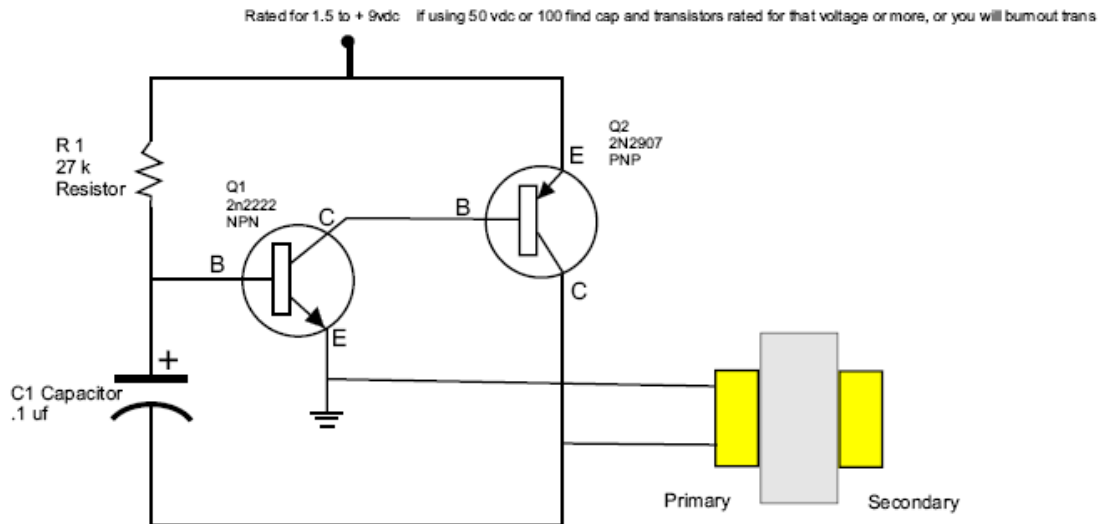 Rated for 1.5 to + 9vdc if using 50 vdc or 100 find cap and transistors rated for that voltage or more, or you will burnout trans
R 1
27 k
Resistor
Q1
2n2222
NPN
C
B
E
Q2
2N2907
PNP
E
B
C
+
C1 Capacitor
.1 uf
Primary
Secondary